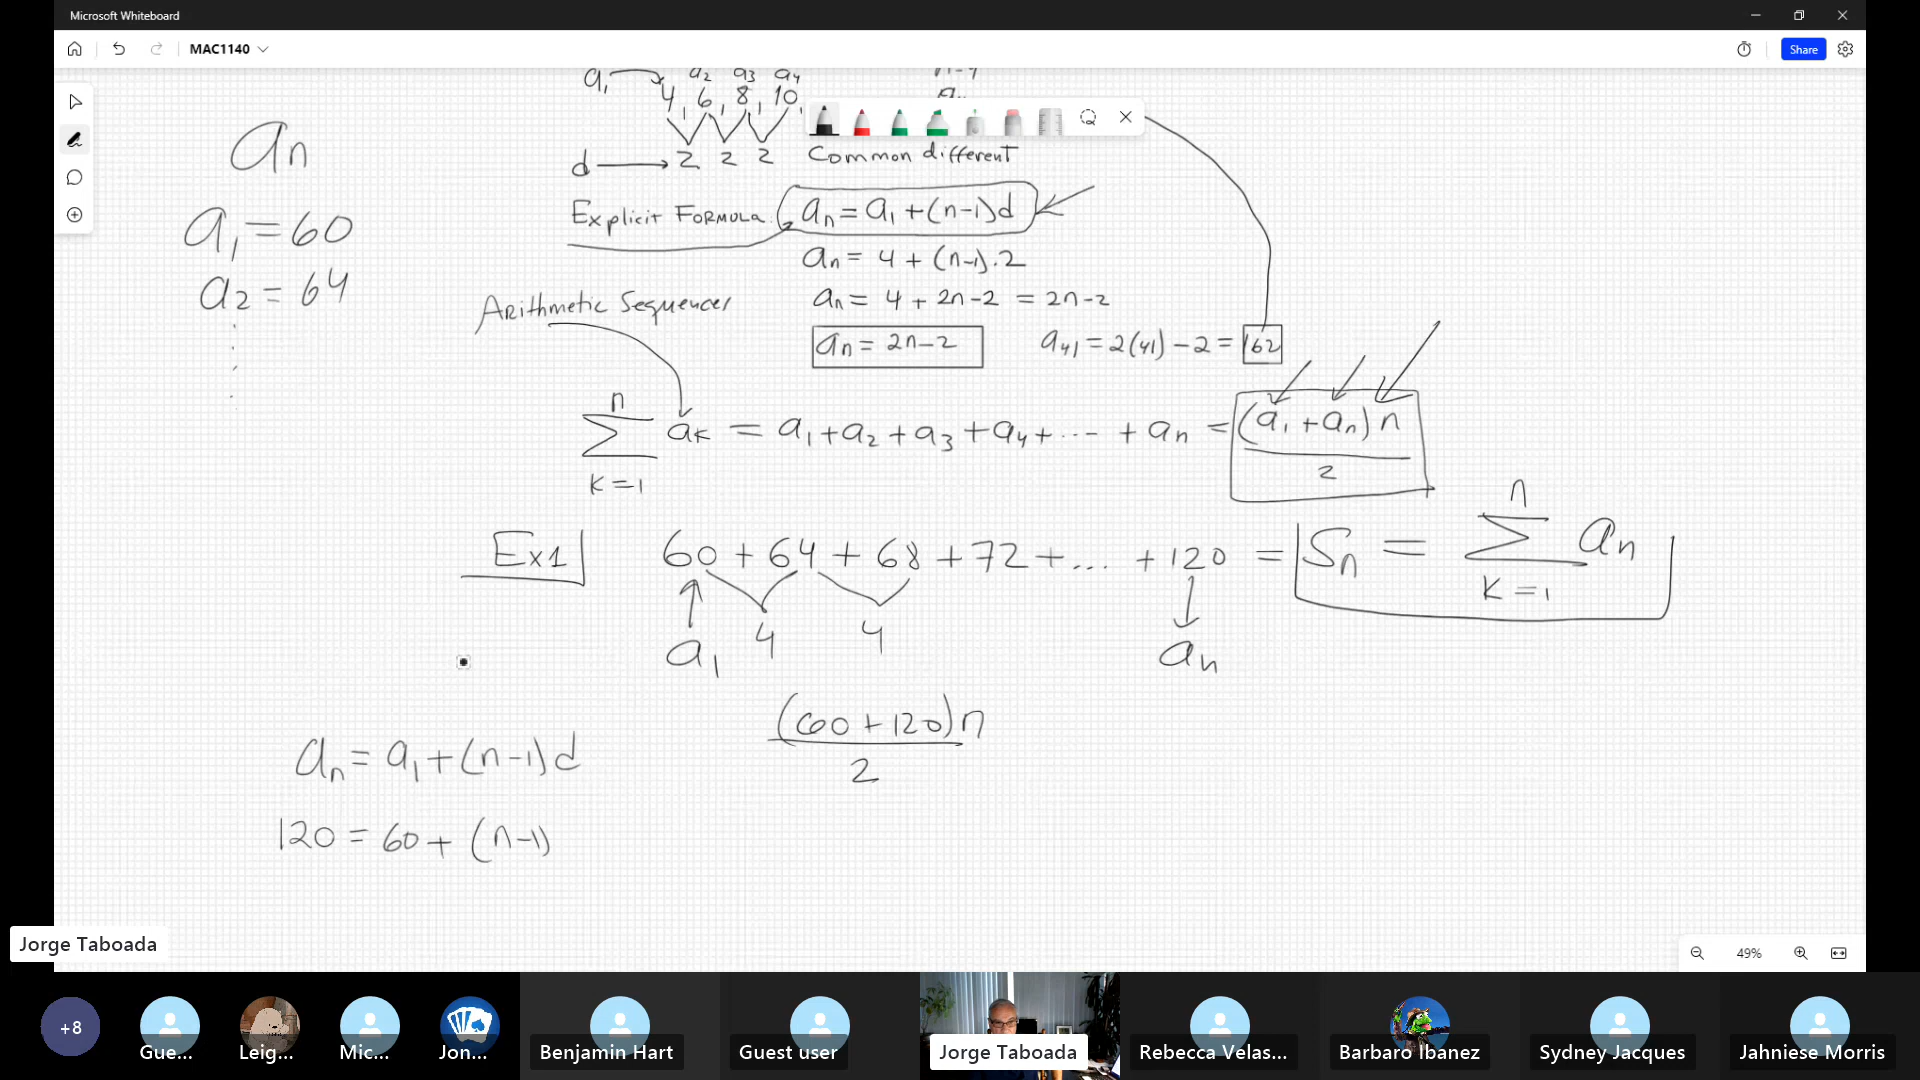 Microsoft Whiteboard
MAC1140
Share
a₁ a₂ a₃ a₄
4, 6, 8, 10,
d → 2 2 2 Common different
aₙ
a₁ = 60
a₂ = 64
Explicit Formula: aₙ = a₁ + (n-1)d
aₙ = 4 + (n-1).2
aₙ = 4 + 2n-2 = 2n-2
Arithmetic Sequences
aₙ = 2n-2 a₄₁ = 2(41) - 2 = 162
n
∑ aₖ = a₁ + a₂ + a₃ + a₄ + ... + aₙ = (a₁ + aₙ) n
2
K = 1
Ex1 60 + 64 + 68 + 72 + ... + 120 = Sₙ = ∑ aₙ
n
K = 1
4 4
a₁ aₙ
(60 + 120) n
2
aₙ = a₁ + (n-1) d
120 = 60 + (n-1)
Jorge Taboada
49%
+8
Gue...
Leig...
Mic...
Jon...
Benjamin Hart
Guest user
Jorge Taboada
Rebecca Velas...
Barbaro Ibanez
Sydney Jacques
Jahniese Morris